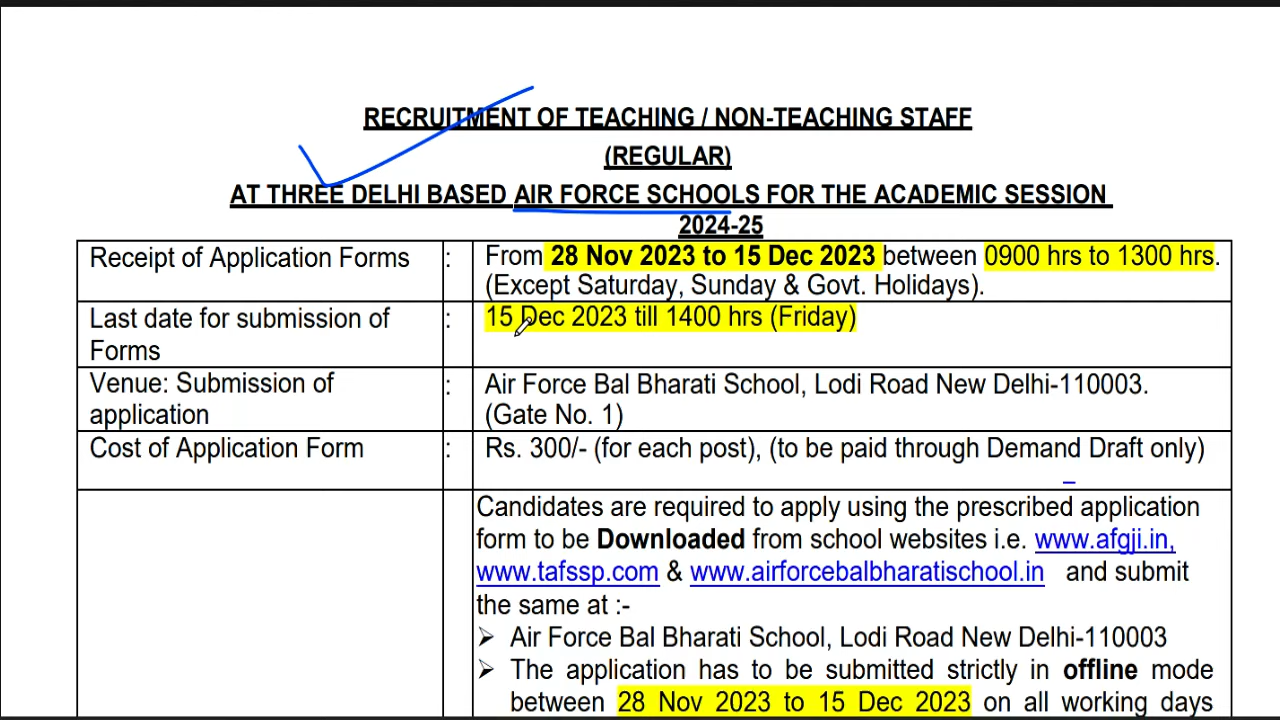 RECRUITMENT OF TEACHING / NON-TEACHING STAFF
(REGULAR)
AT THREE DELHI BASED AIR FORCE SCHOOLS FOR THE ACADEMIC SESSION
2024-25
Receipt of Application Forms : From 28 Nov 2023 to 15 Dec 2023 between 0900 hrs to 1300 hrs.
(Except Saturday, Sunday & Govt. Holidays).
Last date for submission of : 15 Dec 2023 till 1400 hrs (Friday)
Forms
Venue: Submission of : Air Force Bal Bharati School, Lodi Road New Delhi-110003.
application (Gate No. 1)
Cost of Application Form : Rs. 300/- (for each post), (to be paid through Demand Draft only)
Candidates are required to apply using the prescribed application
form to be Downloaded from school websites i.e. www.afgji.in,
www.tafssp.com & www.airforcebalbharatischool.in and submit
the same at :-
➢ Air Force Bal Bharati School, Lodi Road New Delhi-110003
➢ The application has to be submitted strictly in offline mode
between 28 Nov 2023 to 15 Dec 2023 on all working days